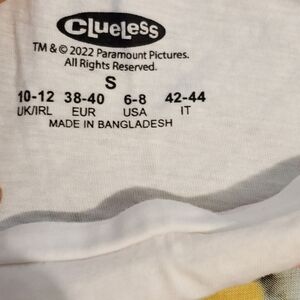 Clueless
TM & © 2022 Paramount Pictures.
All Rights Reserved.
S
10-12 38-40 6-8 42-44
UK/IRL EUR USA IT
MADE IN BANGLADESH